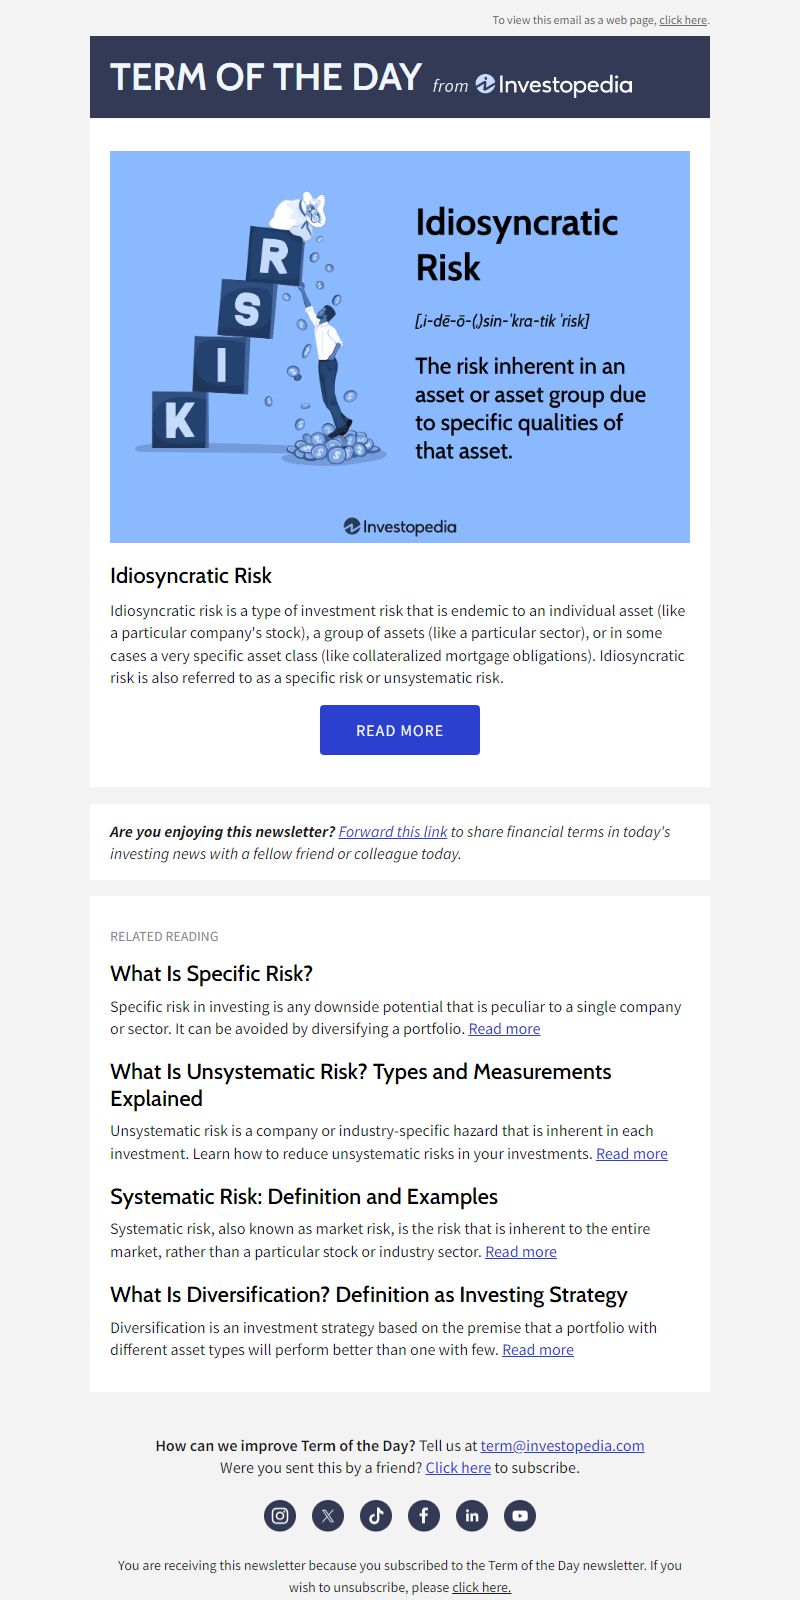 To view this email as a web page, click here.
TERM OF THE DAY from Investopedia
R
S
I
K
Idiosyncratic
Risk
[ˌi-dē-ō-(ˌ)sin-ˈkra-tik ˈrisk]
The risk inherent in an
asset or asset group due
to specific qualities of
that asset.
Investopedia
Idiosyncratic Risk
Idiosyncratic risk is a type of investment risk that is endemic to an individual asset (like
a particular company's stock), a group of assets (like a particular sector), or in some
cases a very specific asset class (like collateralized mortgage obligations). Idiosyncratic
risk is also referred to as a specific risk or unsystematic risk.
READ MORE
Are you enjoying this newsletter? Forward this link to share financial terms in today's
investing news with a fellow friend or colleague today.
RELATED READING
What Is Specific Risk?
Specific risk in investing is any downside potential that is peculiar to a single company
or sector. It can be avoided by diversifying a portfolio. Read more
What Is Unsystematic Risk? Types and Measurements
Explained
Unsystematic risk is a company or industry-specific hazard that is inherent in each
investment. Learn how to reduce unsystematic risks in your investments. Read more
Systematic Risk: Definition and Examples
Systematic risk, also known as market risk, is the risk that is inherent to the entire
market, rather than a particular stock or industry sector. Read more
What Is Diversification? Definition as Investing Strategy
Diversification is an investment strategy based on the premise that a portfolio with
different asset types will perform better than one with few. Read more
How can we improve Term of the Day? Tell us at term@investopedia.com
Were you sent this by a friend? Click here to subscribe.
You are receiving this newsletter because you subscribed to the Term of the Day newsletter. If you
wish to unsubscribe, please click here.